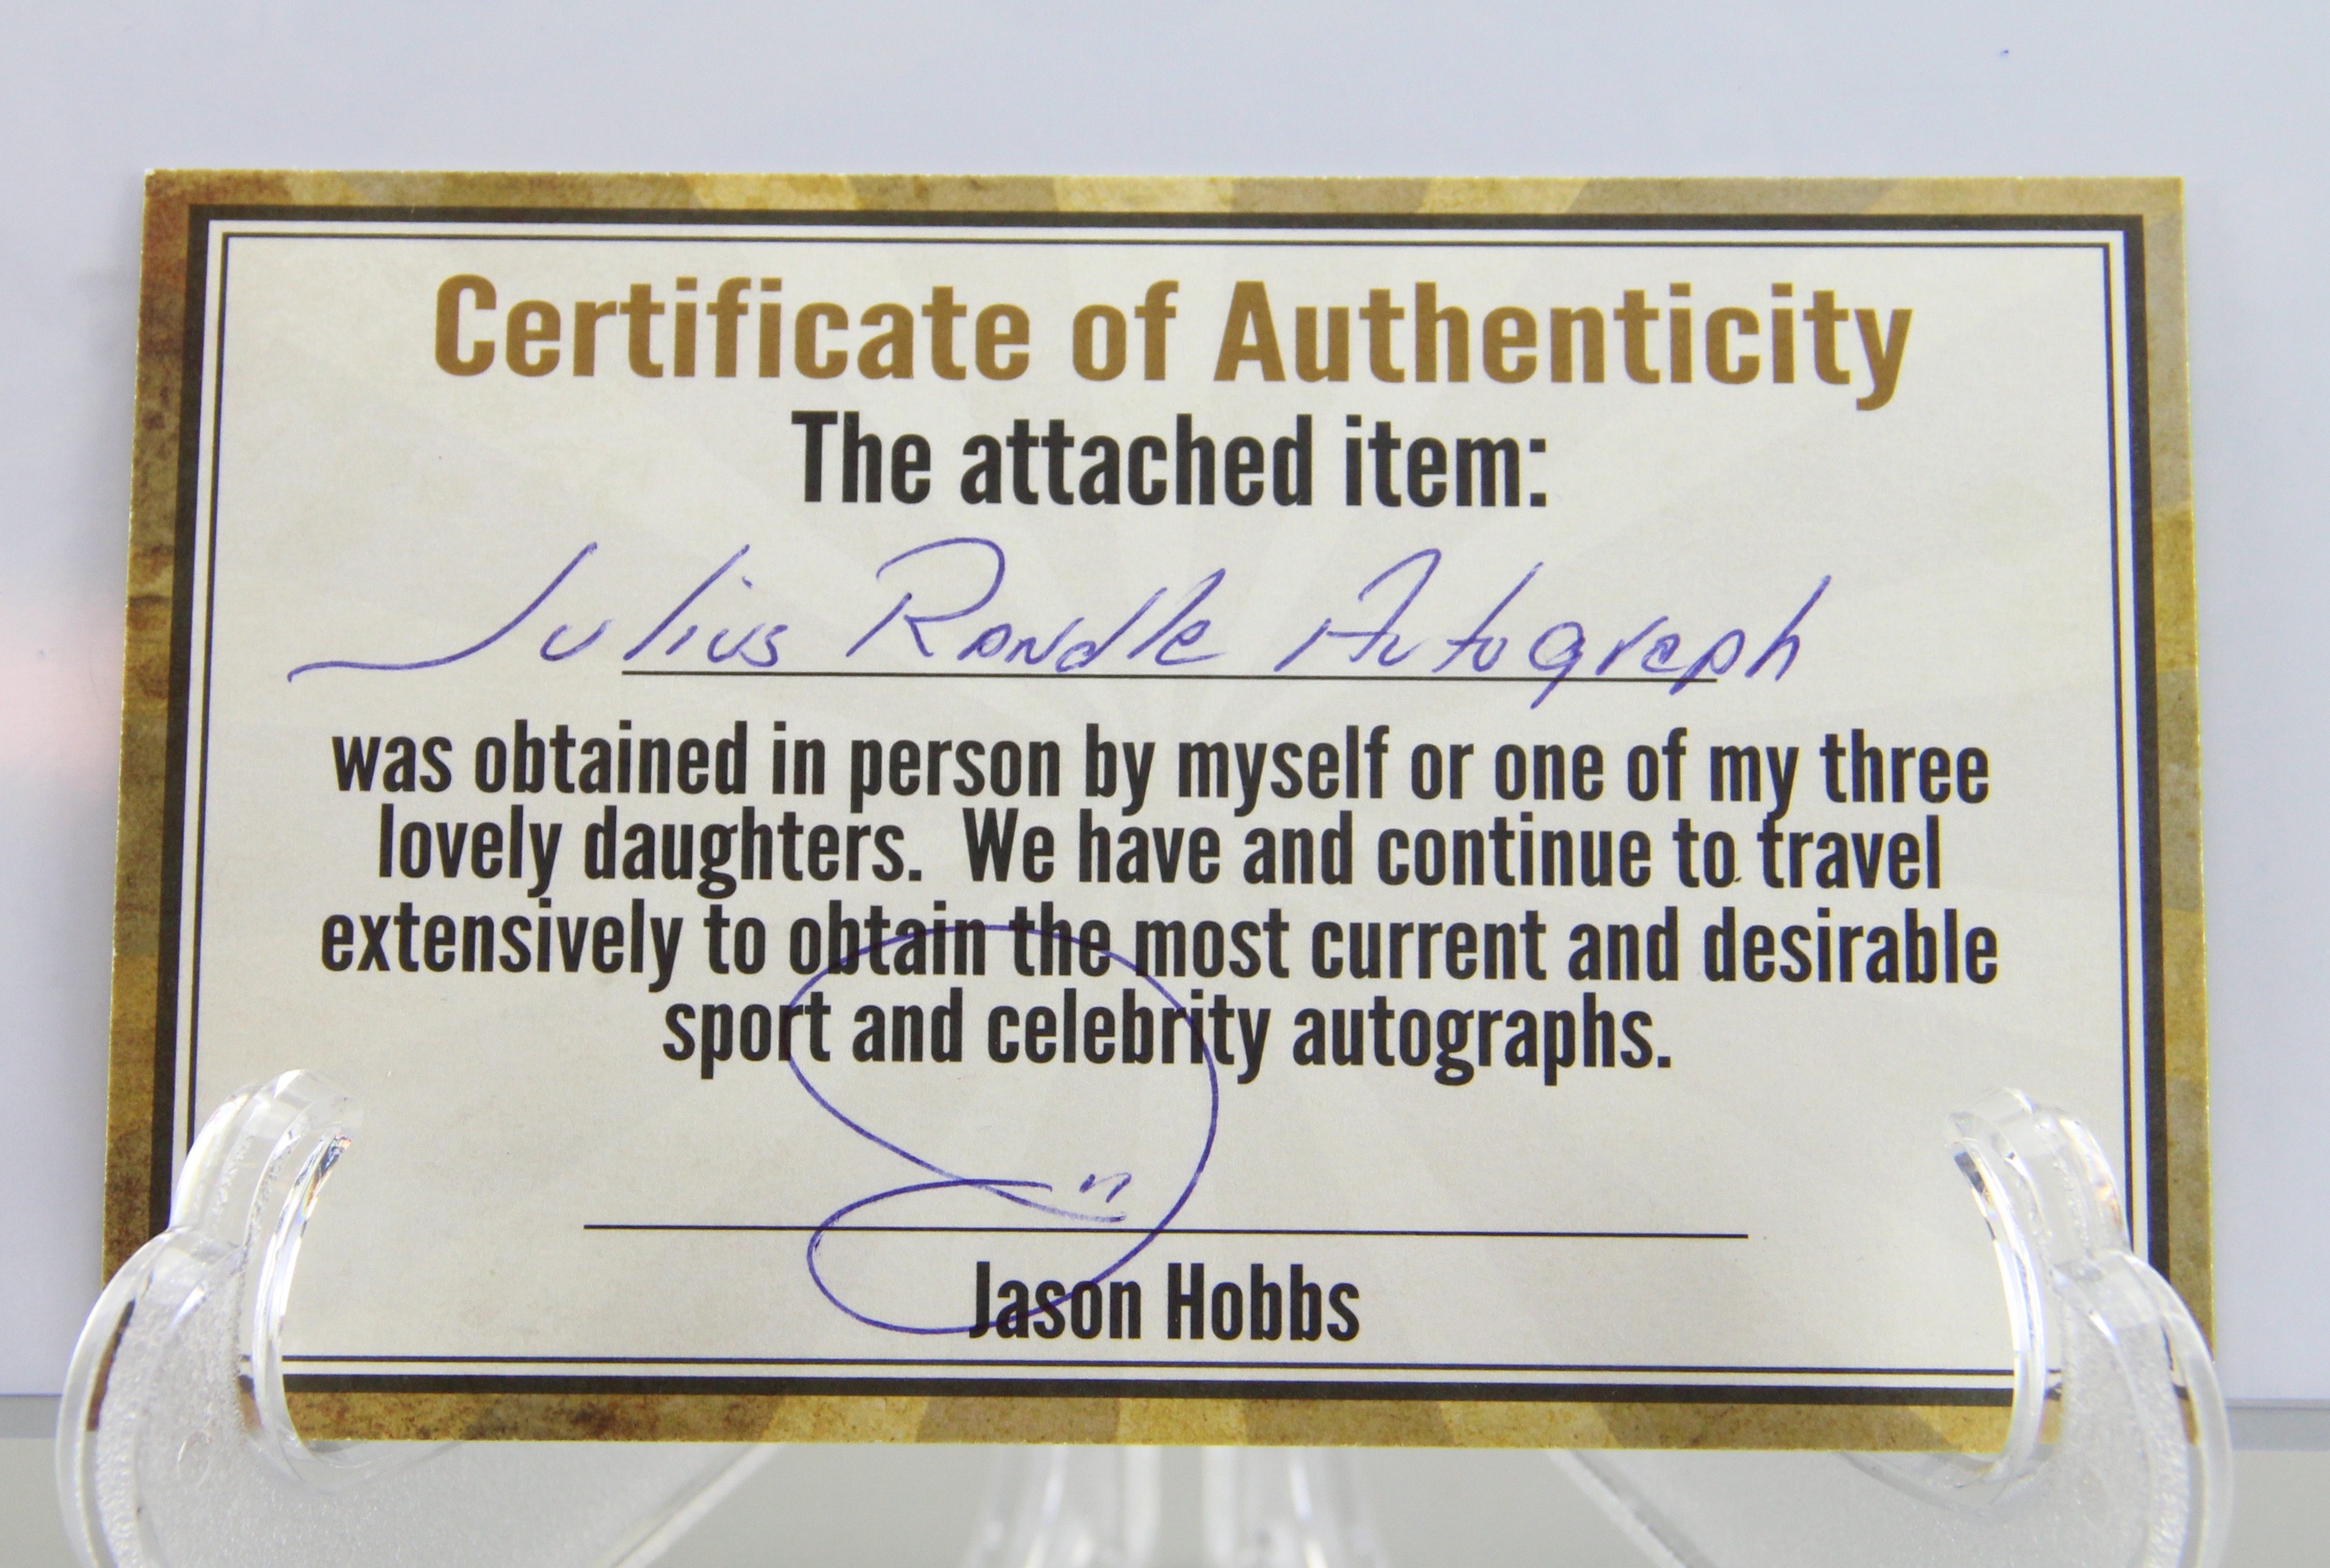 Certificate of Authenticity
The attached item:
Julius Randle Autograph
was obtained in person by myself or one of my three
lovely daughters. We have and continue to travel
extensively to obtain the most current and desirable
sport and celebrity autographs.
Jason Hobbs